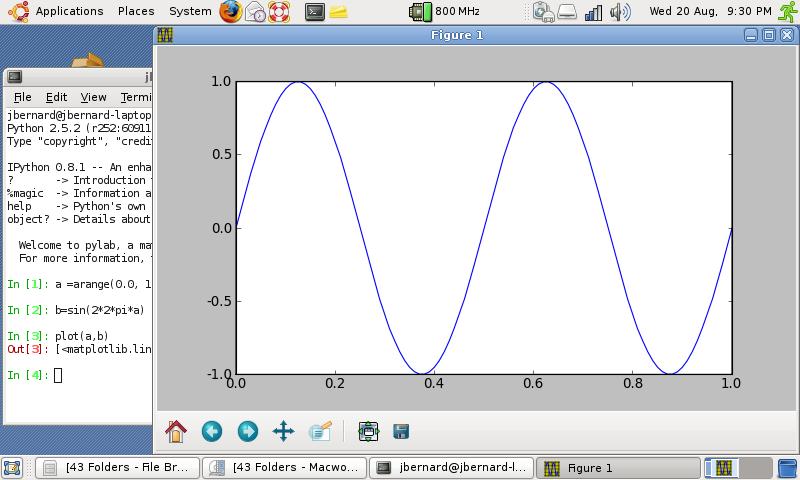 Applications Places System 800 MHz Wed 20 Aug, 9:30 PM
Figure 1
File Edit View Termi
jbernard@jbernard-laptop
Python 2.5.2 (r252:60911
Type "copyright", "credi
IPython 0.8.1 -- An enha
? -> Introduction
%magic -> Information a
help -> Python's own
object? -> Details about
Welcome to pylab, a ma
For more information,
In [1]: a =arange(0.0, 1
In [2]: b=sin(2*2*pi*a)
In [3]: plot(a,b)
Out[3]: [<matplotlib.lin
In [4]:
1.0
0.5
0.0
-0.5
-1.0
0.0 0.2 0.4 0.6 0.8 1.0
[43 Folders - File Br... [43 Folders - Macwo... jbernard@jbernard-l... Figure 1